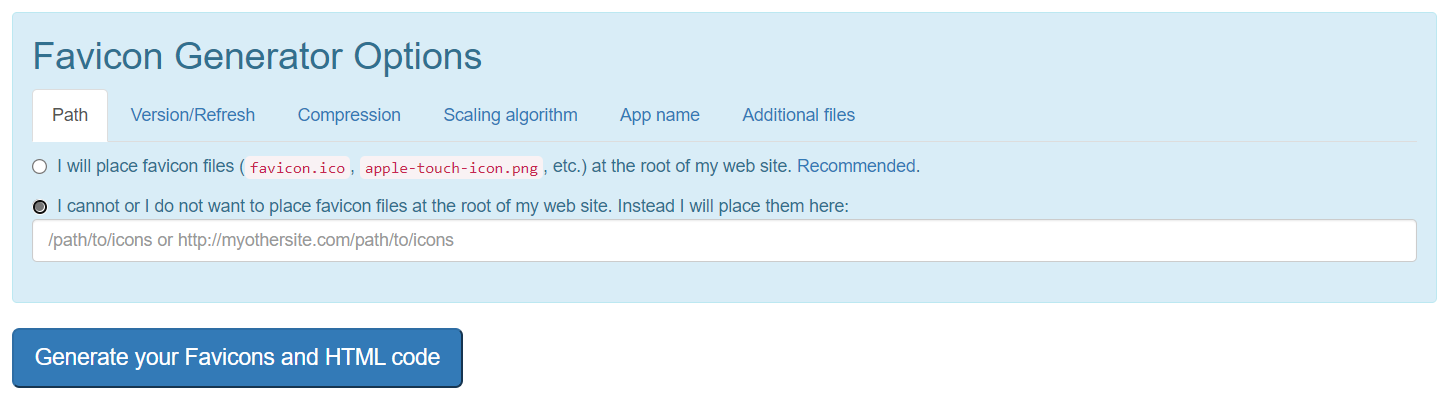 Favicon Generator Options
Path Version/Refresh Compression Scaling algorithm App name Additional files
I will place favicon files (favicon.ico, apple-touch-icon.png, etc.) at the root of my web site. Recommended.
I cannot or I do not want to place favicon files at the root of my web site. Instead I will place them here:
/path/to/icons or http://myothersite.com/path/to/icons
Generate your Favicons and HTML code